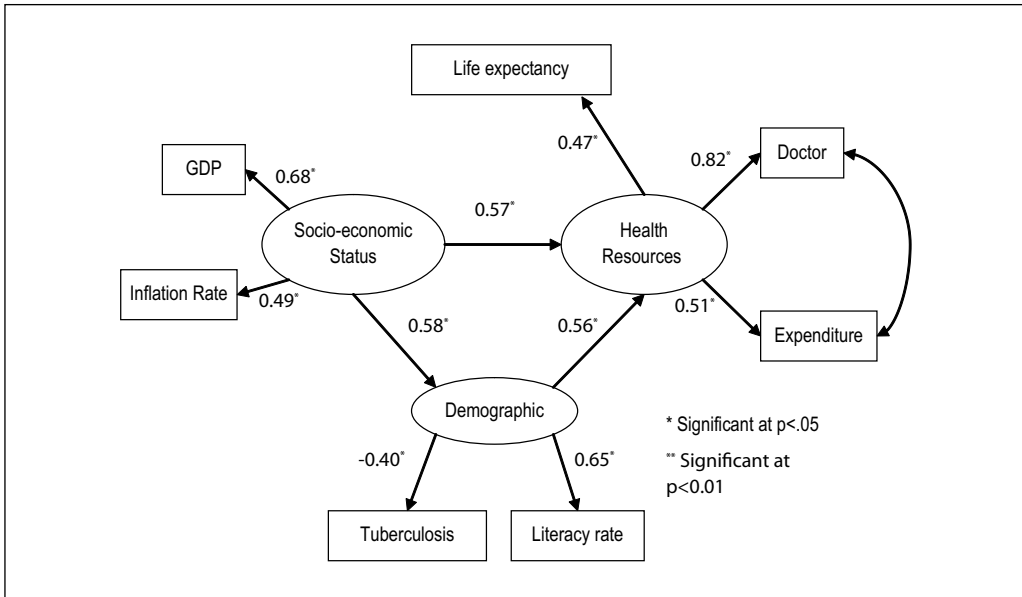 Life expectancy
0.47*
0.82*
Doctor
GDP
0.68*
Socio-economic
Status
0.57*
Health
Resources
Inflation Rate
0.49*
0.51*
Expenditure
0.58*
0.56*
Demographic
* Significant at p<.05
** Significant at
p<0.01
-0.40*
0.65*
Tuberculosis
Literacy rate